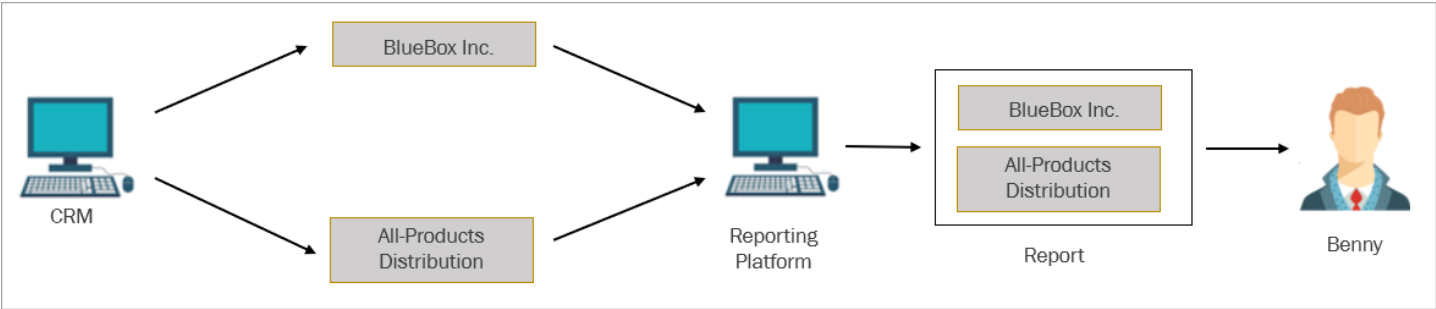 BlueBox Inc.
CRM
All-Products
Distribution
Reporting
Platform
BlueBox Inc.
All-Products
Distribution
Report
Benny